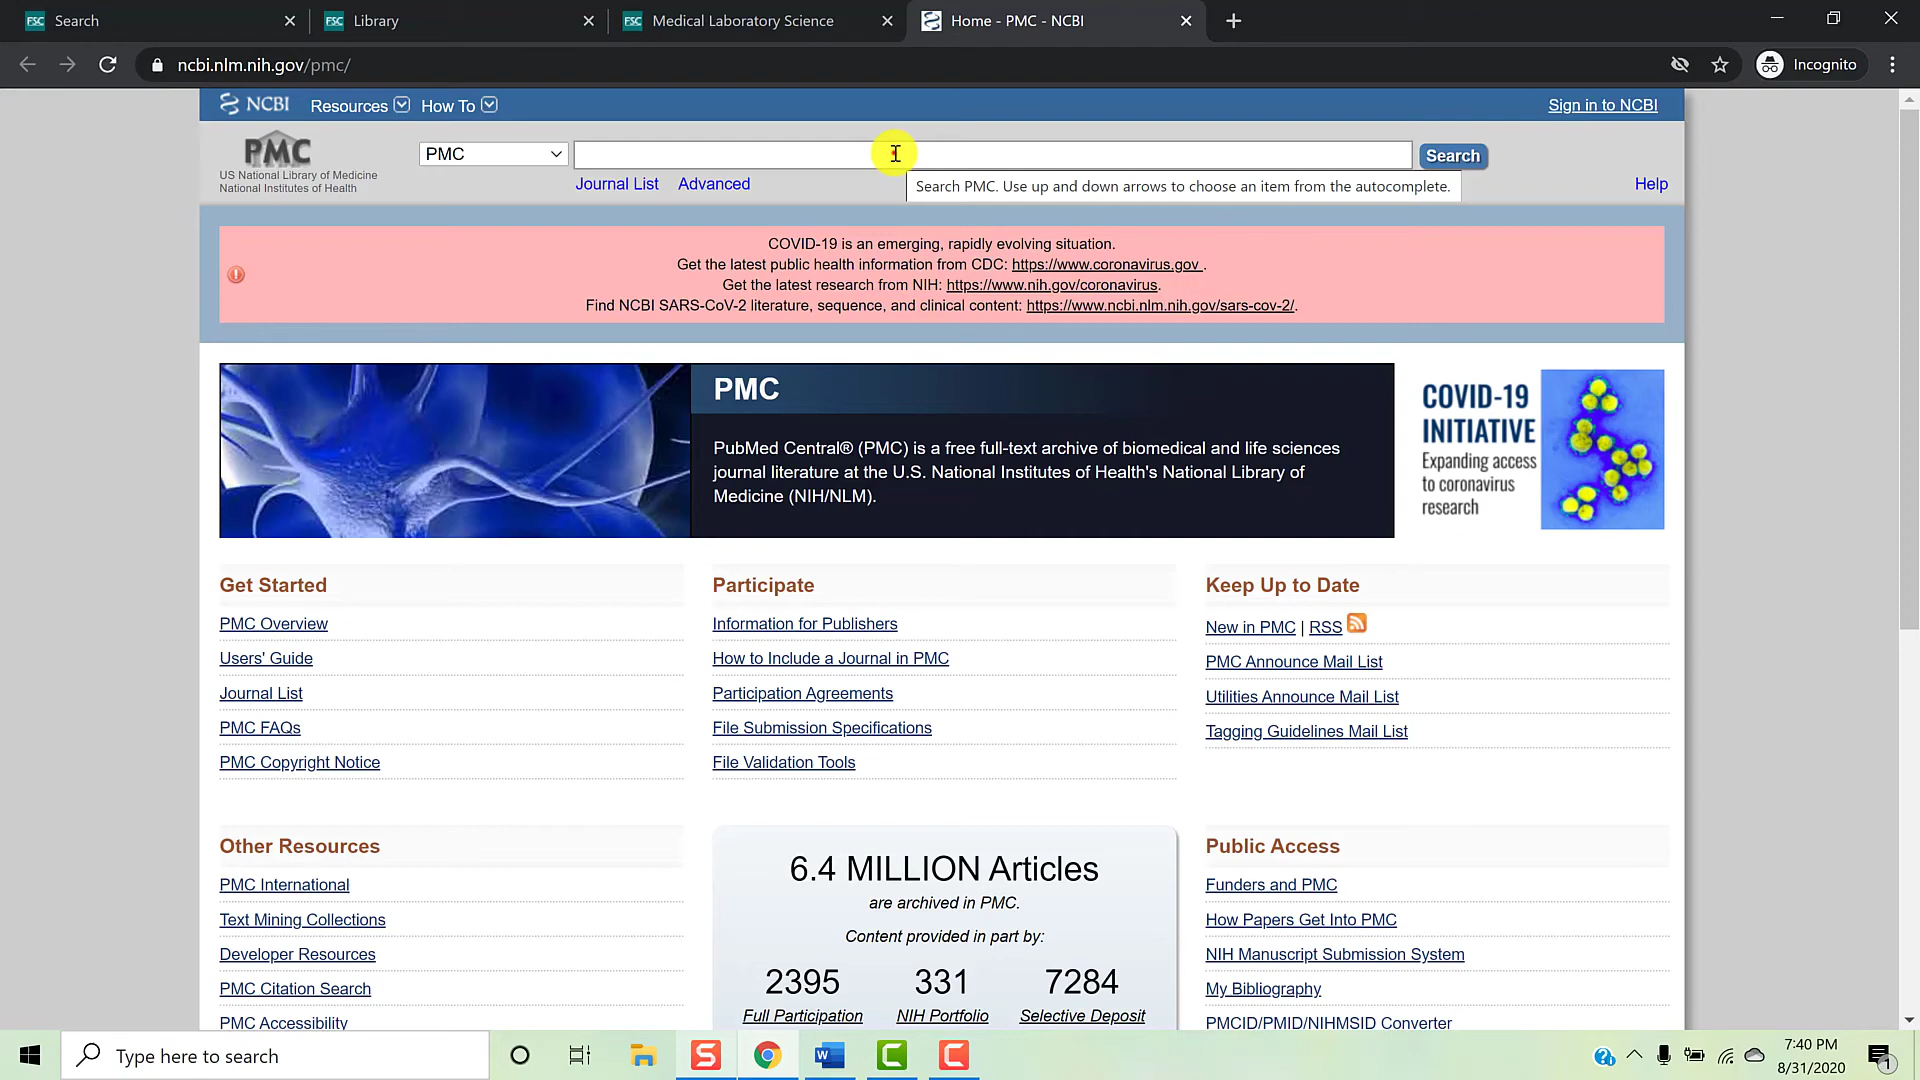 Search
Library
Medical Laboratory Science
Home - PMC - NCBI
ncbi.nlm.nih.gov/pmc/
Incognito
NCBI Resources How To Sign in to NCBI
PMC
US National Library of Medicine
National Institutes of Health
PMC
Search
Journal List Advanced
Help
Search PMC. Use up and down arrows to choose an item from the autocomplete.
COVID-19 is an emerging, rapidly evolving situation.
Get the latest public health information from CDC: https://www.coronavirus.gov .
Get the latest research from NIH: https://www.nih.gov/coronavirus.
Find NCBI SARS-CoV-2 literature, sequence, and clinical content: https://www.ncbi.nlm.nih.gov/sars-cov-2/.
PMC
PubMed Central® (PMC) is a free full-text archive of biomedical and life sciences
journal literature at the U.S. National Institutes of Health's National Library of
Medicine (NIH/NLM).
COVID-19
INITIATIVE
Expanding access
to coronavirus
research
Get Started
PMC Overview
Users' Guide
Journal List
PMC FAQs
PMC Copyright Notice
Participate
Information for Publishers
How to Include a Journal in PMC
Participation Agreements
File Submission Specifications
File Validation Tools
Keep Up to Date
New in PMC | RSS
PMC Announce Mail List
Utilities Announce Mail List
Tagging Guidelines Mail List
Other Resources
PMC International
Text Mining Collections
Developer Resources
PMC Citation Search
PMC Accessibility
6.4 MILLION Articles
are archived in PMC.
Content provided in part by:
2395 331 7284
Full Participation NIH Portfolio Selective Deposit
Public Access
Funders and PMC
How Papers Get Into PMC
NIH Manuscript Submission System
My Bibliography
PMCID/PMID/NIHMSID Converter
Type here to search
7:40 PM
8/31/2020
1